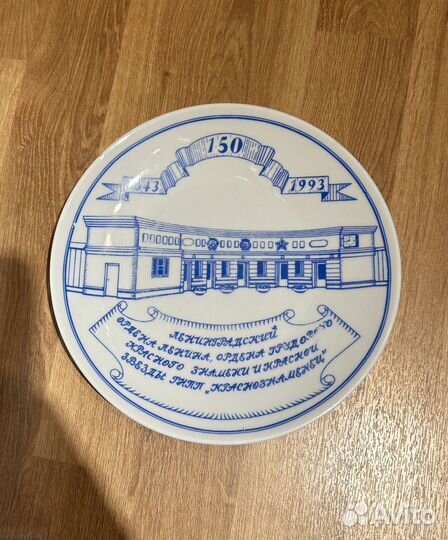 150
1843 1993
ЛЕНИНГРАДСКИЙ
ОРДЕНА ЛЕНИНА, ОРДЕНА ТРУДОВОГО
КРАСНОГО ЗНАМЕНИ И КРАСНОЙ
ЗВЕЗДЫ ГНПП „КРАСНОЗНАМЕНЕЦ"
Avito